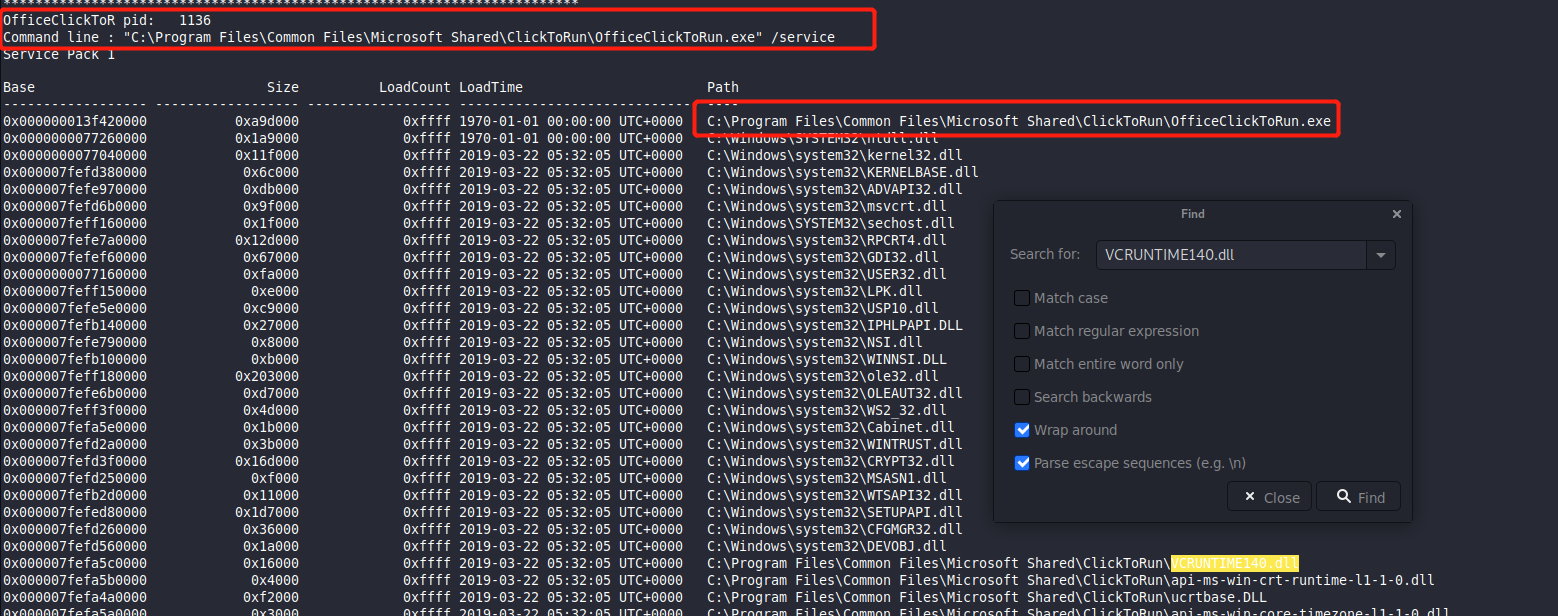 ************************************************************************
OfficeClickToR pid:   1136
Command line : "C:\Program Files\Common Files\Microsoft Shared\ClickToRun\OfficeClickToRun.exe" /service
Service Pack 1
Base Size LoadCount LoadTime Path
------------------ ------------------ ------------------ ------------------------------ ----
0x000000013f420000 0xa9d000 0xffff 1970-01-01 00:00:00 UTC+0000 C:\Program Files\Common Files\Microsoft Shared\ClickToRun\OfficeClickToRun.exe
0x0000000077260000 0x1a9000 0xffff 1970-01-01 00:00:00 UTC+0000 C:\Windows\SYSTEM32\ntdll.dll
0x0000000077040000 0x11f000 0xffff 2019-03-22 05:32:05 UTC+0000 C:\Windows\system32\kernel32.dll
0x000007fefd380000 0x6c000 0xffff 2019-03-22 05:32:05 UTC+0000 C:\Windows\system32\KERNELBASE.dll
0x000007fefe970000 0xdb000 0xffff 2019-03-22 05:32:05 UTC+0000 C:\Windows\system32\ADVAPI32.dll
0x000007fefd6b0000 0x9f000 0xffff 2019-03-22 05:32:05 UTC+0000 C:\Windows\system32\msvcrt.dll
0x000007feff160000 0x1f000 0xffff 2019-03-22 05:32:05 UTC+0000 C:\Windows\SYSTEM32\sechost.dll
0x000007fefe7a0000 0x12d000 0xffff 2019-03-22 05:32:05 UTC+0000 C:\Windows\system32\RPCRT4.dll
0x000007fefef60000 0x67000 0xffff 2019-03-22 05:32:05 UTC+0000 C:\Windows\system32\GDI32.dll
0x0000000077160000 0xfa000 0xffff 2019-03-22 05:32:05 UTC+0000 C:\Windows\system32\USER32.dll
0x000007feff150000 0xe000 0xffff 2019-03-22 05:32:05 UTC+0000 C:\Windows\system32\LPK.dll
0x000007fefe5e0000 0xc9000 0xffff 2019-03-22 05:32:05 UTC+0000 C:\Windows\system32\USP10.dll
0x000007fefb140000 0x27000 0xffff 2019-03-22 05:32:05 UTC+0000 C:\Windows\system32\IPHLPAPI.DLL
0x000007fefe790000 0x8000 0xffff 2019-03-22 05:32:05 UTC+0000 C:\Windows\system32\NSI.dll
0x000007fefb100000 0xb000 0xffff 2019-03-22 05:32:05 UTC+0000 C:\Windows\system32\WINNSI.DLL
0x000007feff180000 0x203000 0xffff 2019-03-22 05:32:05 UTC+0000 C:\Windows\system32\ole32.dll
0x000007fefe6b0000 0xd7000 0xffff 2019-03-22 05:32:05 UTC+0000 C:\Windows\system32\OLEAUT32.dll
0x000007feff3f0000 0x4d000 0xffff 2019-03-22 05:32:05 UTC+0000 C:\Windows\system32\WS2_32.dll
0x000007fefa5e0000 0x1b000 0xffff 2019-03-22 05:32:05 UTC+0000 C:\Windows\system32\Cabinet.dll
0x000007fefd2a0000 0x3b000 0xffff 2019-03-22 05:32:05 UTC+0000 C:\Windows\system32\WINTRUST.dll
0x000007fefd3f0000 0x16d000 0xffff 2019-03-22 05:32:05 UTC+0000 C:\Windows\system32\CRYPT32.dll
0x000007fefd250000 0xf000 0xffff 2019-03-22 05:32:05 UTC+0000 C:\Windows\system32\MSASN1.dll
0x000007fefb2d0000 0x11000 0xffff 2019-03-22 05:32:05 UTC+0000 C:\Windows\system32\WTSAPI32.dll
0x000007fefed80000 0x1d7000 0xffff 2019-03-22 05:32:05 UTC+0000 C:\Windows\system32\SETUPAPI.dll
0x000007fefd260000 0x36000 0xffff 2019-03-22 05:32:05 UTC+0000 C:\Windows\system32\CFGMGR32.dll
0x000007fefd560000 0x1a000 0xffff 2019-03-22 05:32:05 UTC+0000 C:\Windows\system32\DEVOBJ.dll
0x000007fefa5c0000 0x16000 0xffff 2019-03-22 05:32:05 UTC+0000 C:\Program Files\Common Files\Microsoft Shared\ClickToRun\VCRUNTIME140.dll
0x000007fefa5b0000 0x4000 0xffff 2019-03-22 05:32:05 UTC+0000 C:\Program Files\Common Files\Microsoft Shared\ClickToRun\api-ms-win-crt-runtime-l1-1-0.dll
0x000007fefa4a0000 0xf2000 0xffff 2019-03-22 05:32:05 UTC+0000 C:\Program Files\Common Files\Microsoft Shared\ClickToRun\ucrtbase.DLL
0x000007fefa5a0000 0x3000 0xffff 2019-03-22 05:32:05 UTC+0000 C:\Program Files\Common Files\Microsoft Shared\ClickToRun\api-ms-win-core-timezone-l1-1-0.dll
Find
Search for: VCRUNTIME140.dll
Match case
Match regular expression
Match entire word only
Search backwards
Wrap around
Parse escape sequences (e.g. \n)
Close Find